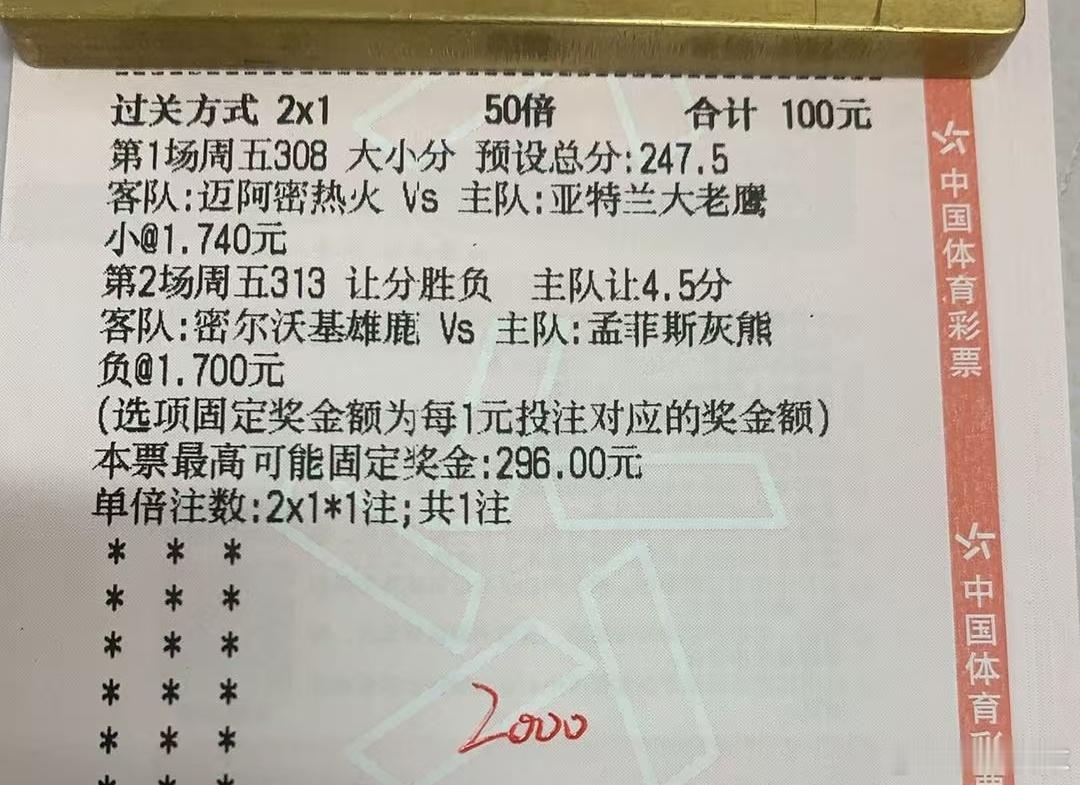 过关方式 2x1 50倍 合计 100元
第1场周五308 大小分 预设总分:247.5
客队:迈阿密热火 Vs 主队:亚特兰大老鹰
小@1.740元
第2场周五313 让分胜负 主队让4.5分
客队:密尔沃基雄鹿 Vs 主队:孟菲斯灰熊
负@1.700元
(选项固定奖金额为每1元投注对应的奖金额)
本票最高可能固定奖金:296.00元
单倍注数:2x1*1注;共1注
* * *
* * *
* * *
* * *
* * *
* * *
2000
中国体育彩票
中国体育彩票